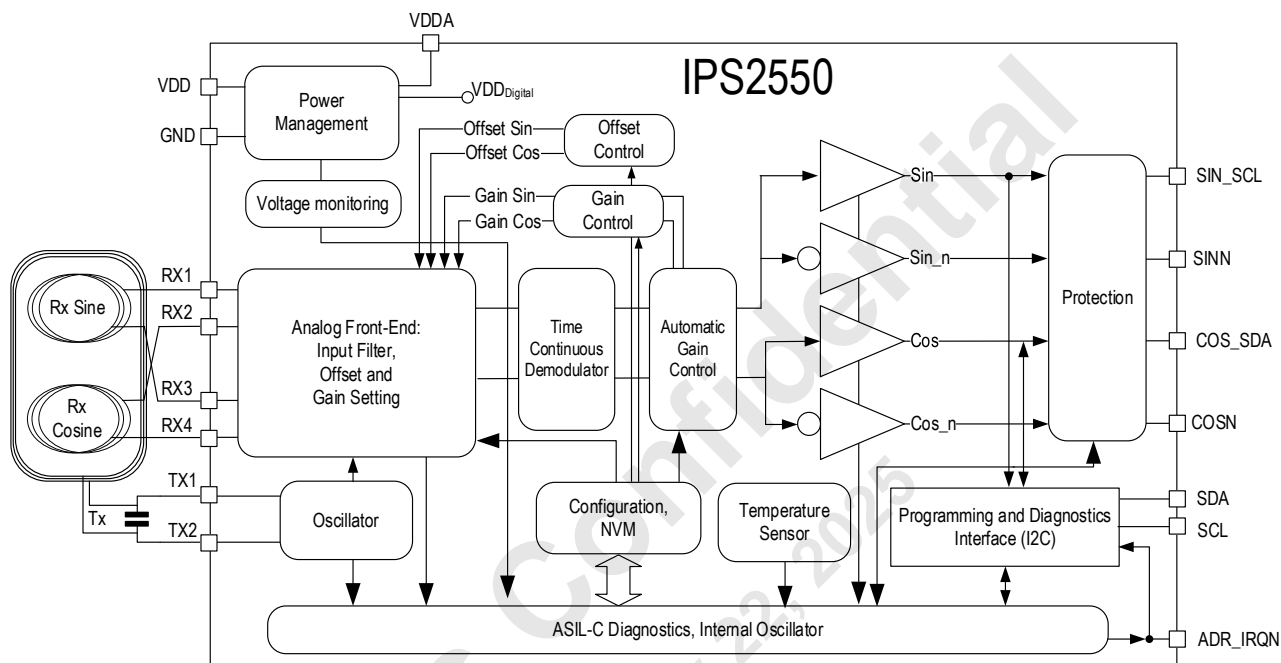 VDDA
IPS2550
VDD
GND
Power
Management
VDDDigital
Offset Sin
Offset Cos
Offset
Control
Voltage monitoring
Gain Sin
Gain Cos
Gain
Control
Sin
SIN_SCL
Sin_n
SINN
RX1
RX2
RX3
RX4
Rx Sine
Rx
Cosine
Analog Front-End:
Input Filter,
Offset and
Gain Setting
Time
Continuous
Demodulator
Automatic
Gain
Control
Protection
Cos
COS_SDA
Cos_n
COSN
TX1
Tx
TX2
Oscillator
Configuration,
NVM
Temperature
Sensor
Programming and Diagnostics
Interface (I2C)
SDA
SCL
ASIL-C Diagnostics, Internal Oscillator
ADR_IRQN
Confidential
22, 2025